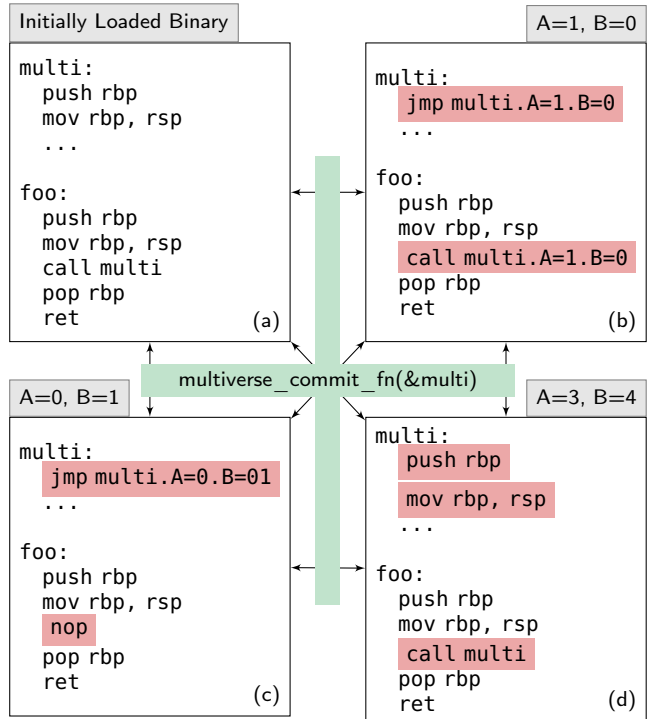 Initially Loaded Binary
multi:
push rbp
mov rbp, rsp
...
foo:
push rbp
mov rbp, rsp
call multi
pop rbp
ret
(a)
A=1, B=0
multi:
jmp multi.A=1.B=0
...
foo:
push rbp
mov rbp, rsp
call multi.A=1.B=0
pop rbp
ret
(b)
multiverse_commit_fn(&multi)
A=0, B=1
multi:
jmp multi.A=0.B=01
...
foo:
push rbp
mov rbp, rsp
nop
pop rbp
ret
(c)
A=3, B=4
multi:
push rbp
mov rbp, rsp
...
foo:
push rbp
mov rbp, rsp
call multi
pop rbp
ret
(d)